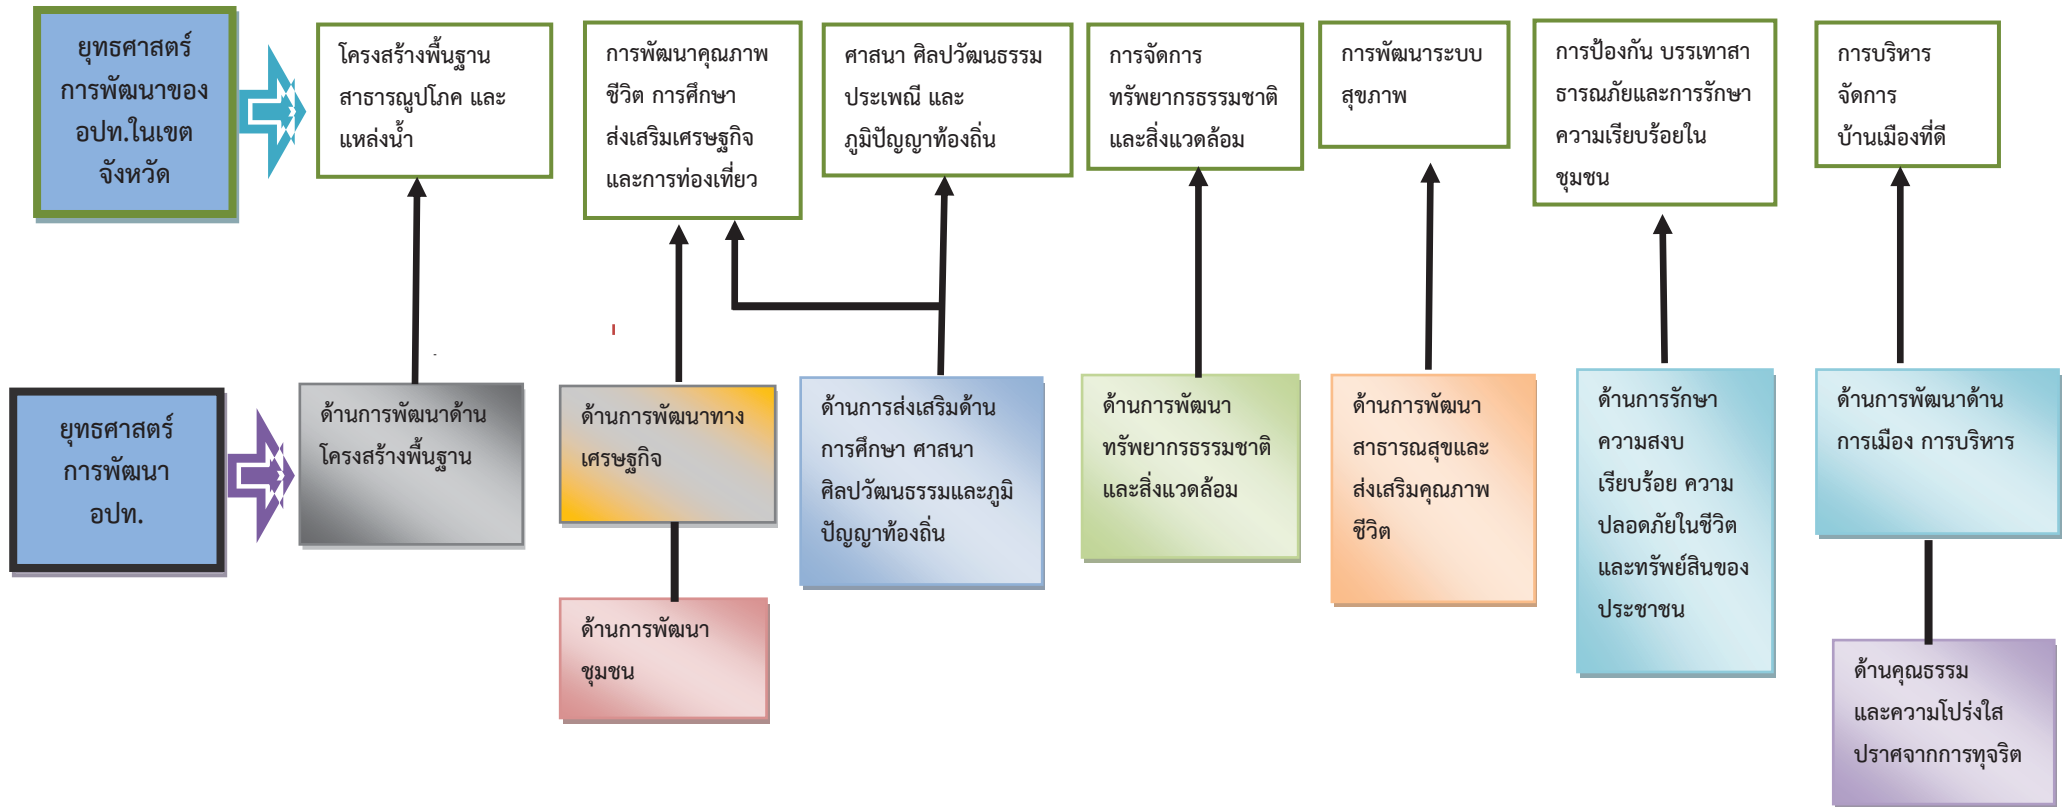 ยุทธศาสตร์
การพัฒนาของ
อปท.ในเขต
จังหวัด
โครงสร้างพื้นฐาน
สาธารณูปโภค และ
แหล่งน้ำ
การพัฒนาคุณภาพ
ชีวิต การศึกษา
ส่งเสริมเศรษฐกิจ
และการท่องเที่ยว
ศาสนา ศิลปวัฒนธรรม
ประเพณี และ
ภูมิปัญญาท้องถิ่น
การจัดการ
ทรัพยากรธรรมชาติ
และสิ่งแวดล้อม
การพัฒนาระบบ
สุขภาพ
การป้องกัน บรรเทาสา
ธารณภัยและการรักษา
ความเรียบร้อยใน
ชุมชน
การบริหาร
จัดการ
บ้านเมืองที่ดี
ยุทธศาสตร์
การพัฒนา
อปท.
ด้านการพัฒนาด้าน
โครงสร้างพื้นฐาน
ด้านการพัฒนาทาง
เศรษฐกิจ
ด้านการส่งเสริมด้าน
การศึกษา ศาสนา
ศิลปวัฒนธรรมและภูมิ
ปัญญาท้องถิ่น
ด้านการพัฒนา
ทรัพยากรธรรมชาติ
และสิ่งแวดล้อม
ด้านการพัฒนา
สาธารณสุขและ
ส่งเสริมคุณภาพ
ชีวิต
ด้านการรักษา
ความสงบ
เรียบร้อย ความ
ปลอดภัยในชีวิต
และทรัพย์สินของ
ประชาชน
ด้านการพัฒนาด้าน
การเมือง การบริหาร
ด้านการพัฒนา
ชุมชน
ด้านคุณธรรม
และความโปร่งใส
ปราศจากการทุจริต